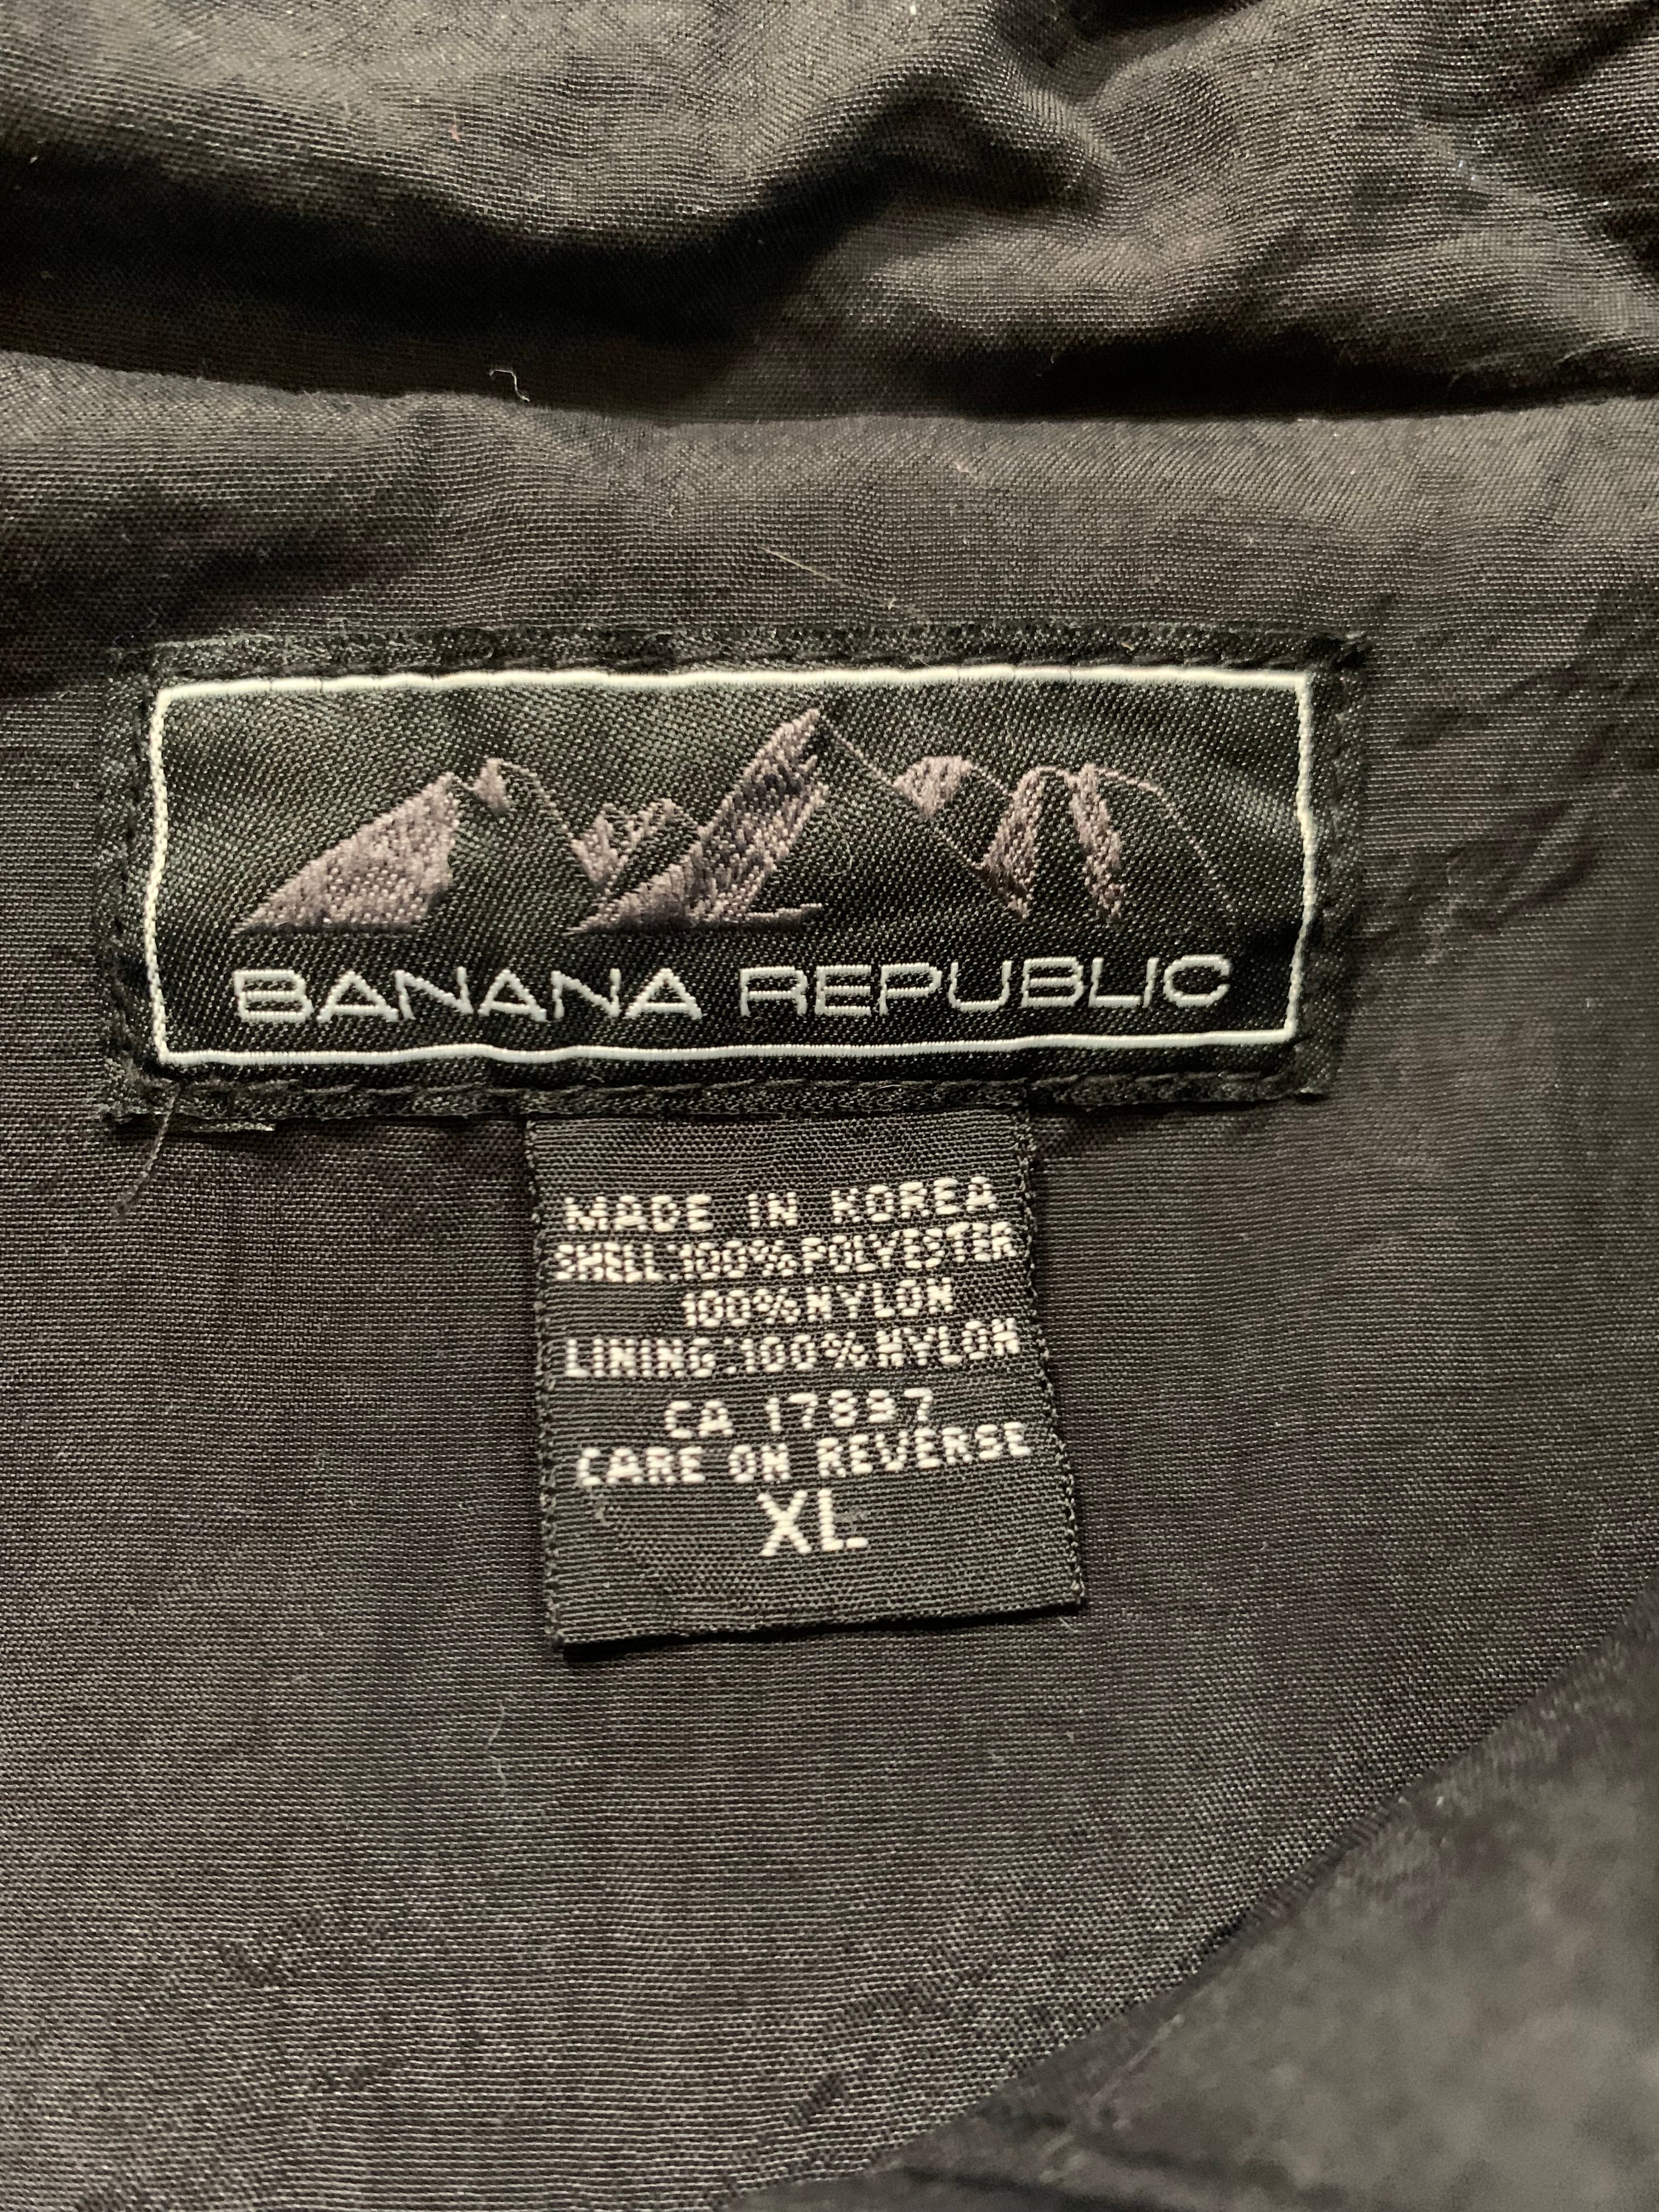 BANANA REPUBLIC
MADE IN KOREA
SHELL:100%POLYESTER
100%NYLON
LINING:100%NYLON
CA 17897
CARE ON REVERSE
XL